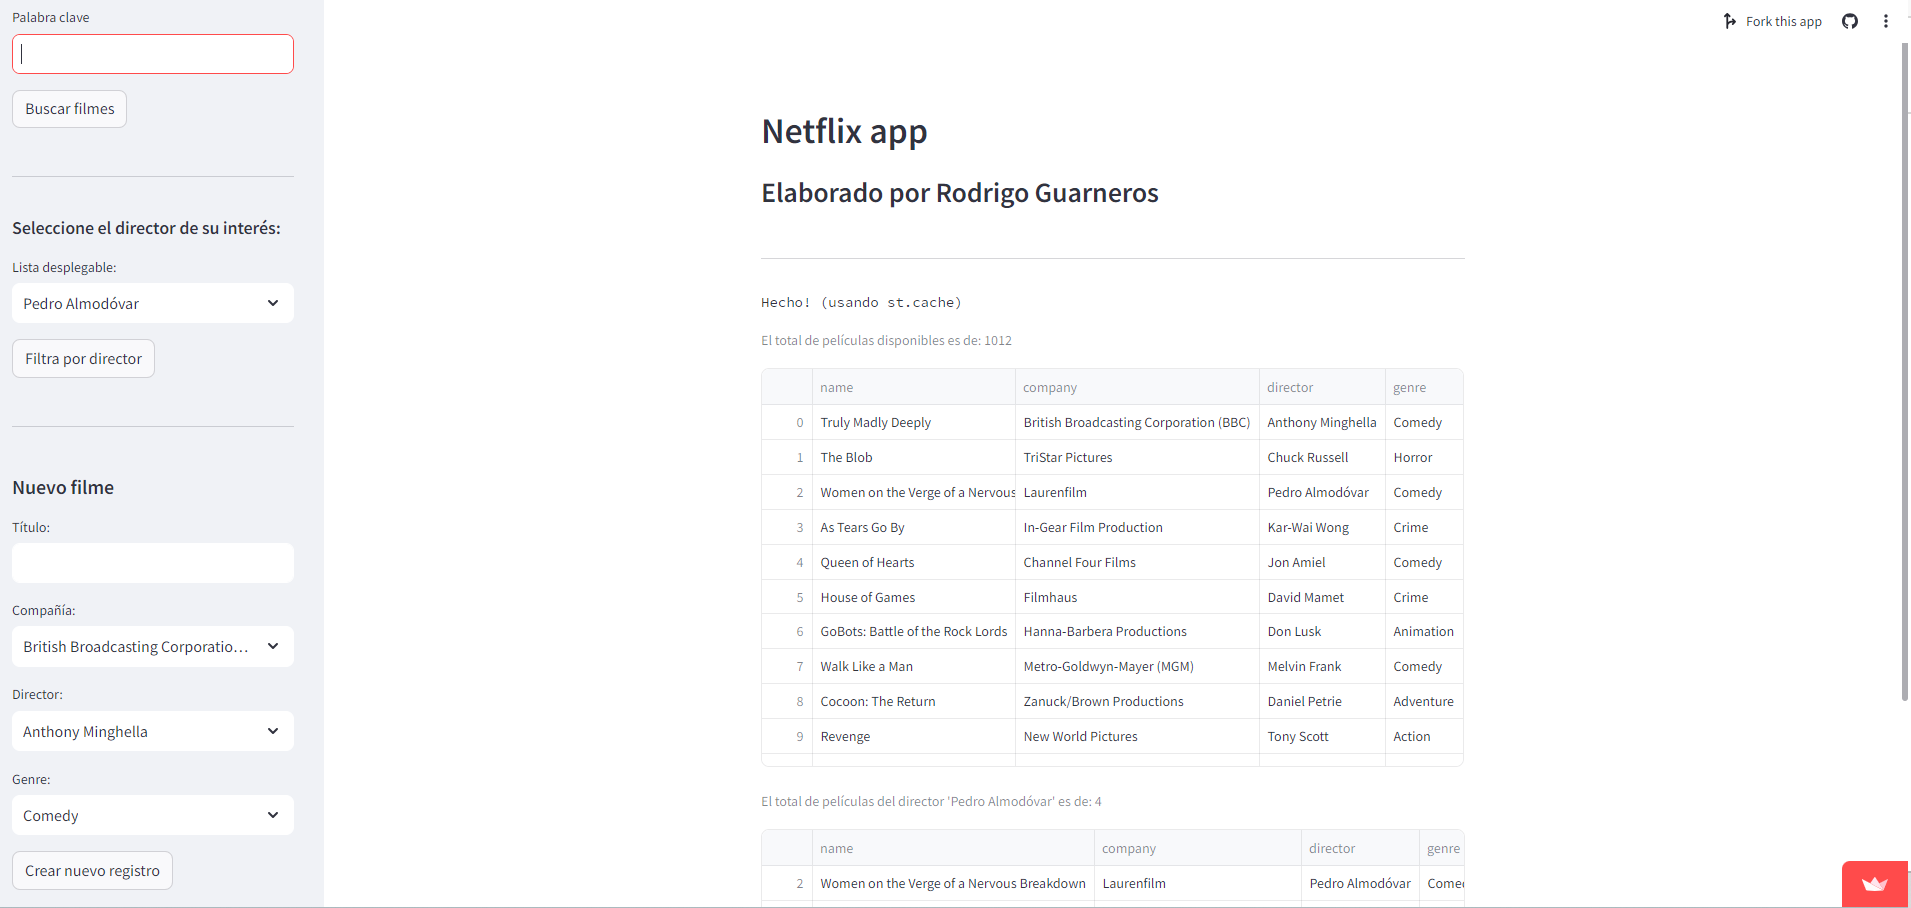 Palabra clave
Buscar filmes
Seleccione el director de su interés:
Lista desplegable:
Pedro Almodóvar
Filtra por director
Nuevo filme
Título:
Compañía:
British Broadcasting Corporatio...
Director:
Anthony Minghella
Genre:
Comedy
Crear nuevo registro
Fork this app
Netflix app
Elaborado por Rodrigo Guarneros
Hecho! (usando st.cache)
El total de películas disponibles es de: 1012
name company director genre
0 Truly Madly Deeply British Broadcasting Corporation (BBC) Anthony Minghella Comedy
1 The Blob TriStar Pictures Chuck Russell Horror
2 Women on the Verge of a Nervous Laurenfilm Pedro Almodóvar Comedy
3 As Tears Go By In-Gear Film Production Kar-Wai Wong Crime
4 Queen of Hearts Channel Four Films Jon Amiel Comedy
5 House of Games Filmhaus David Mamet Crime
6 GoBots: Battle of the Rock Lords Hanna-Barbera Productions Don Lusk Animation
7 Walk Like a Man Metro-Goldwyn-Mayer (MGM) Melvin Frank Comedy
8 Cocoon: The Return Zanuck/Brown Productions Daniel Petrie Adventure
9 Revenge New World Pictures Tony Scott Action
El total de películas del director 'Pedro Almodóvar' es de: 4
name company director genre
2 Women on the Verge of a Nervous Breakdown Laurenfilm Pedro Almodóvar Come